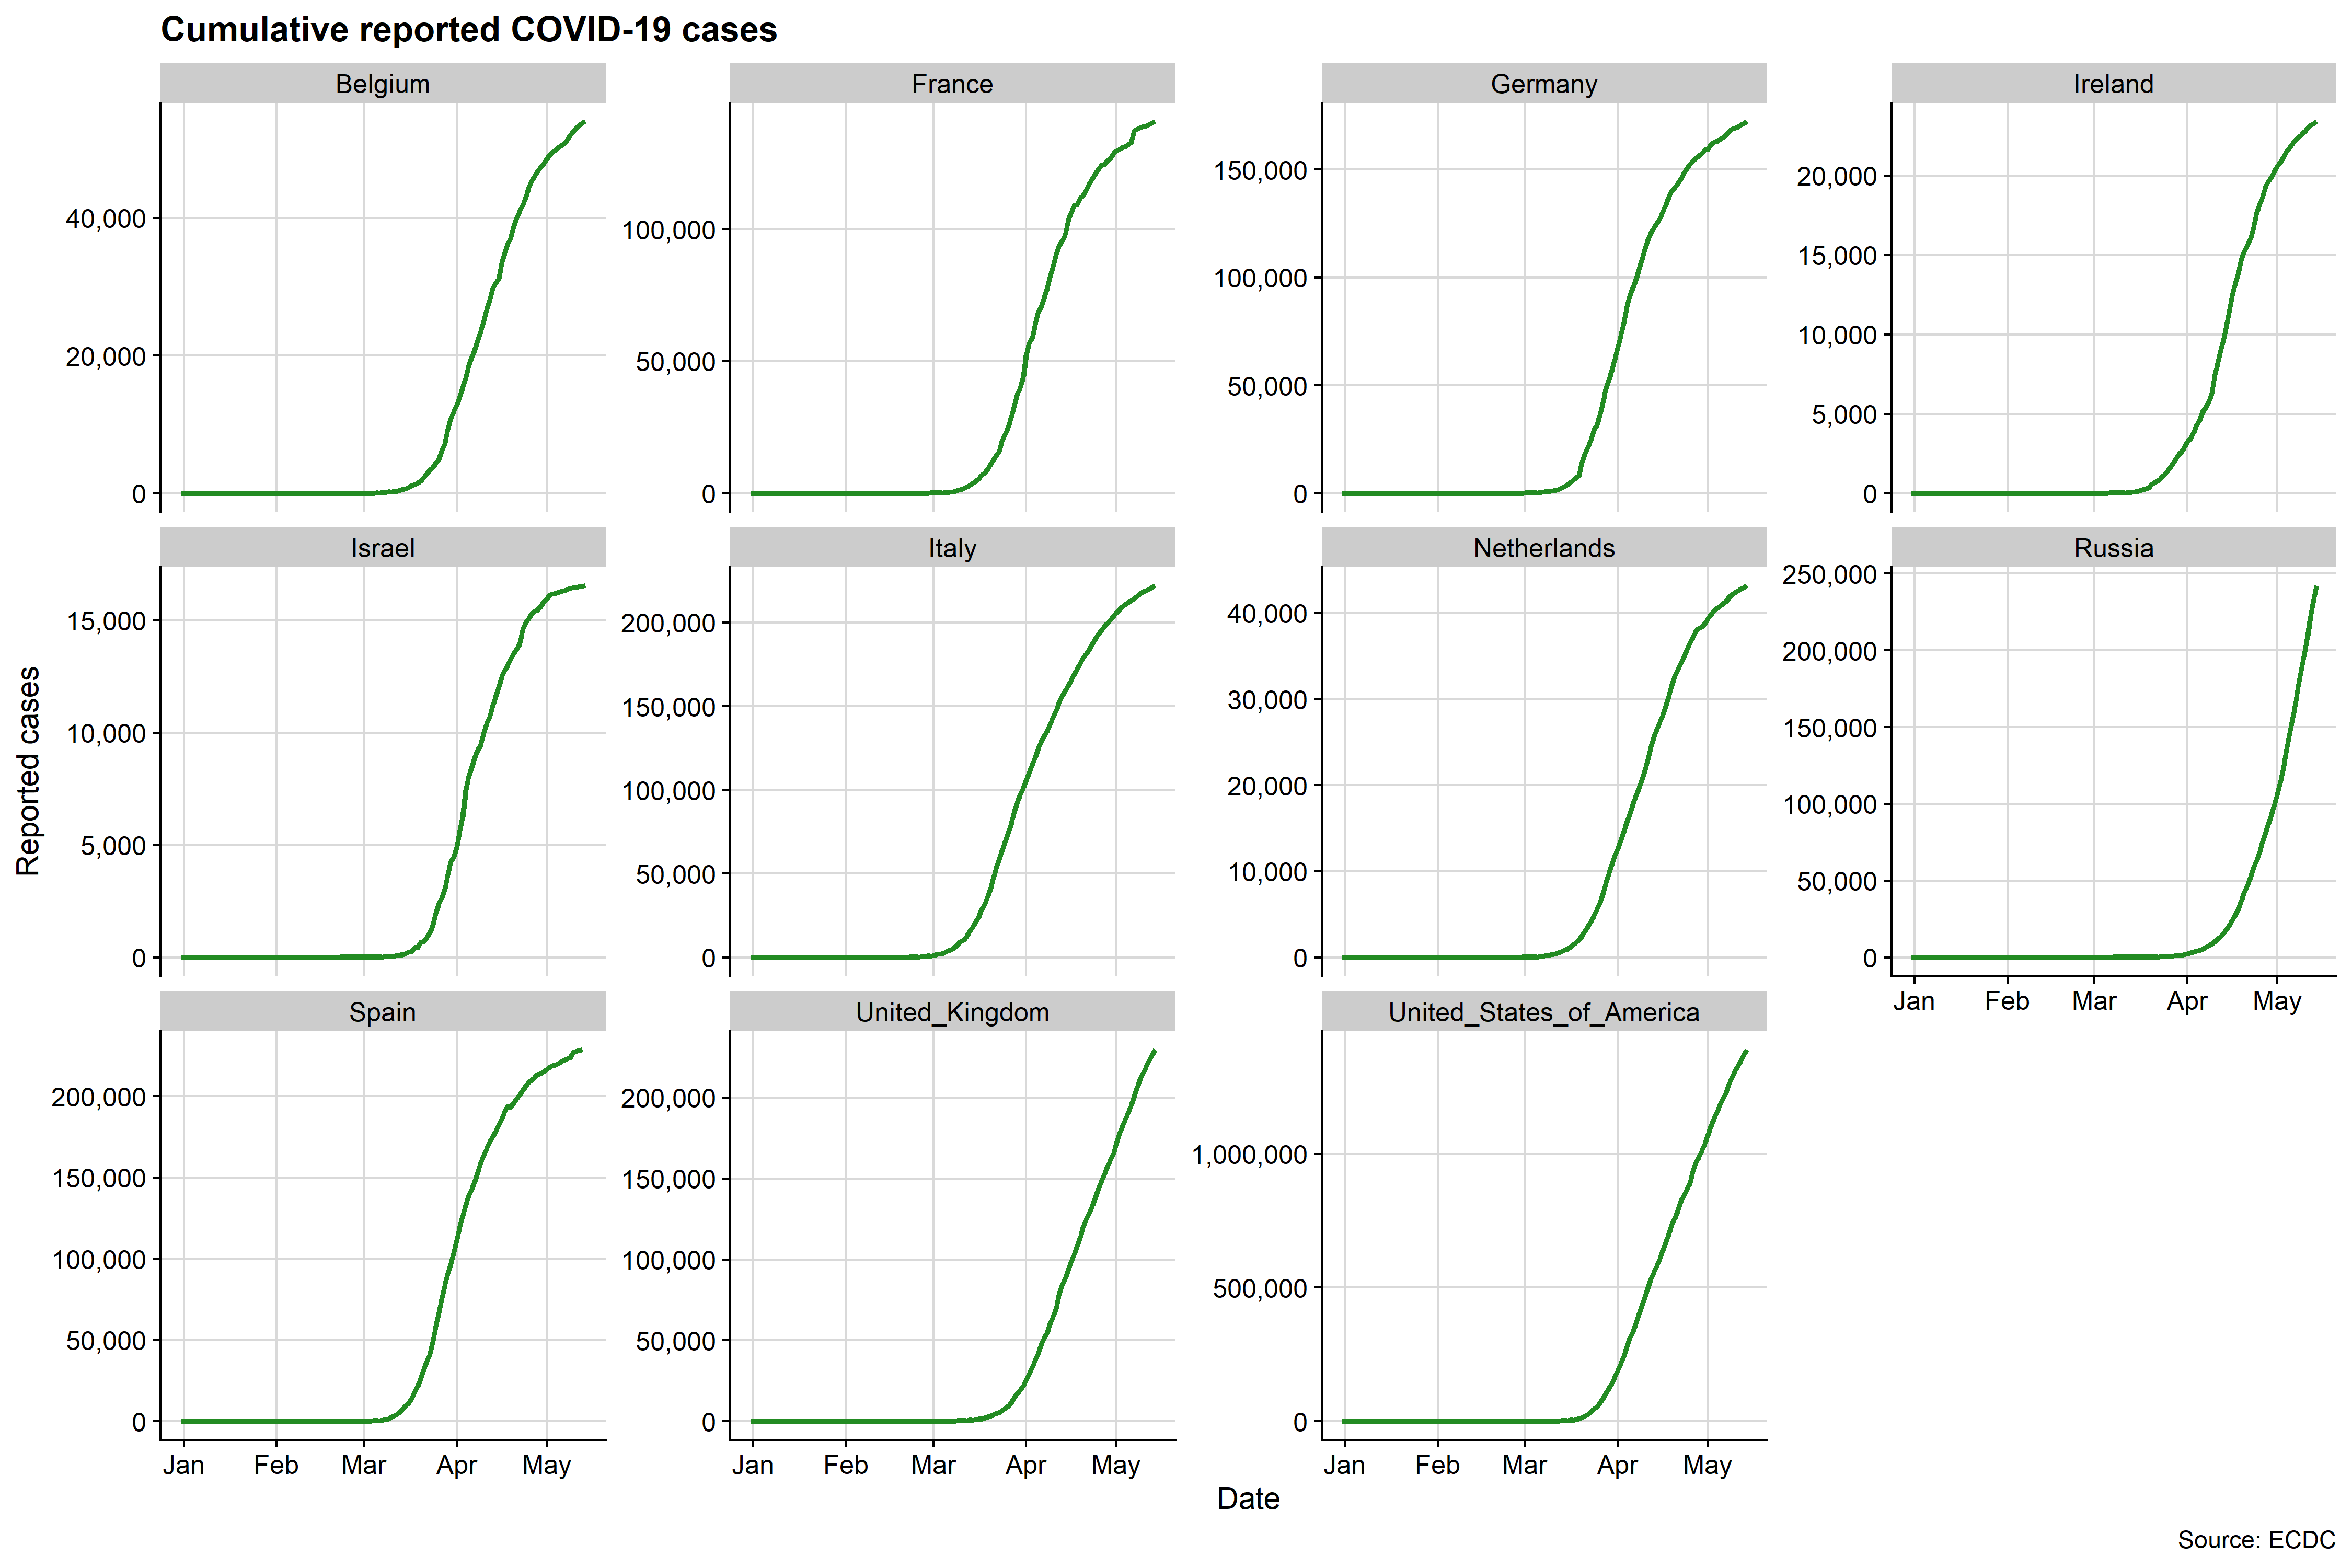 Cumulative reported COVID-19 cases
Belgium
France
Germany
Ireland
40,000
20,000
0
100,000
50,000
0
150,000
100,000
50,000
0
20,000
15,000
10,000
5,000
0
Israel
Italy
Netherlands
Russia
15,000
10,000
5,000
0
200,000
150,000
100,000
50,000
0
40,000
30,000
20,000
10,000
0
250,000
200,000
150,000
100,000
50,000
0
Jan Feb Mar Apr May
Reported cases
Spain
United_Kingdom
United_States_of_America
200,000
150,000
100,000
50,000
0
200,000
150,000
100,000
50,000
0
1,000,000
500,000
0
Jan Feb Mar Apr May
Jan Feb Mar Apr May
Jan Feb Mar Apr May
Date
Source: ECDC